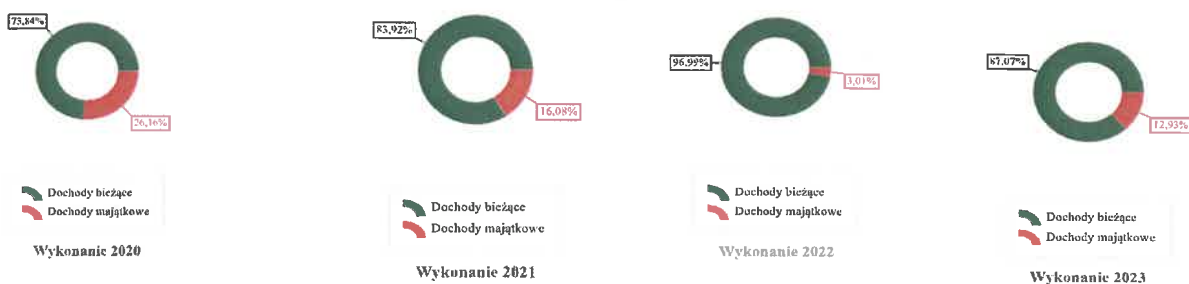 73,84%
26,16%
Dochody bieżące
Dochody majątkowe
Wykonanie 2020
83,92%
16,08%
Dochody bieżące
Dochody majątkowe
Wykonanie 2021
96,99%
3,01%
Dochody bieżące
Dochody majątkowe
Wykonanie 2022
87,07%
12,93%
Dochody bieżące
Dochody majątkowe
Wykonanie 2023